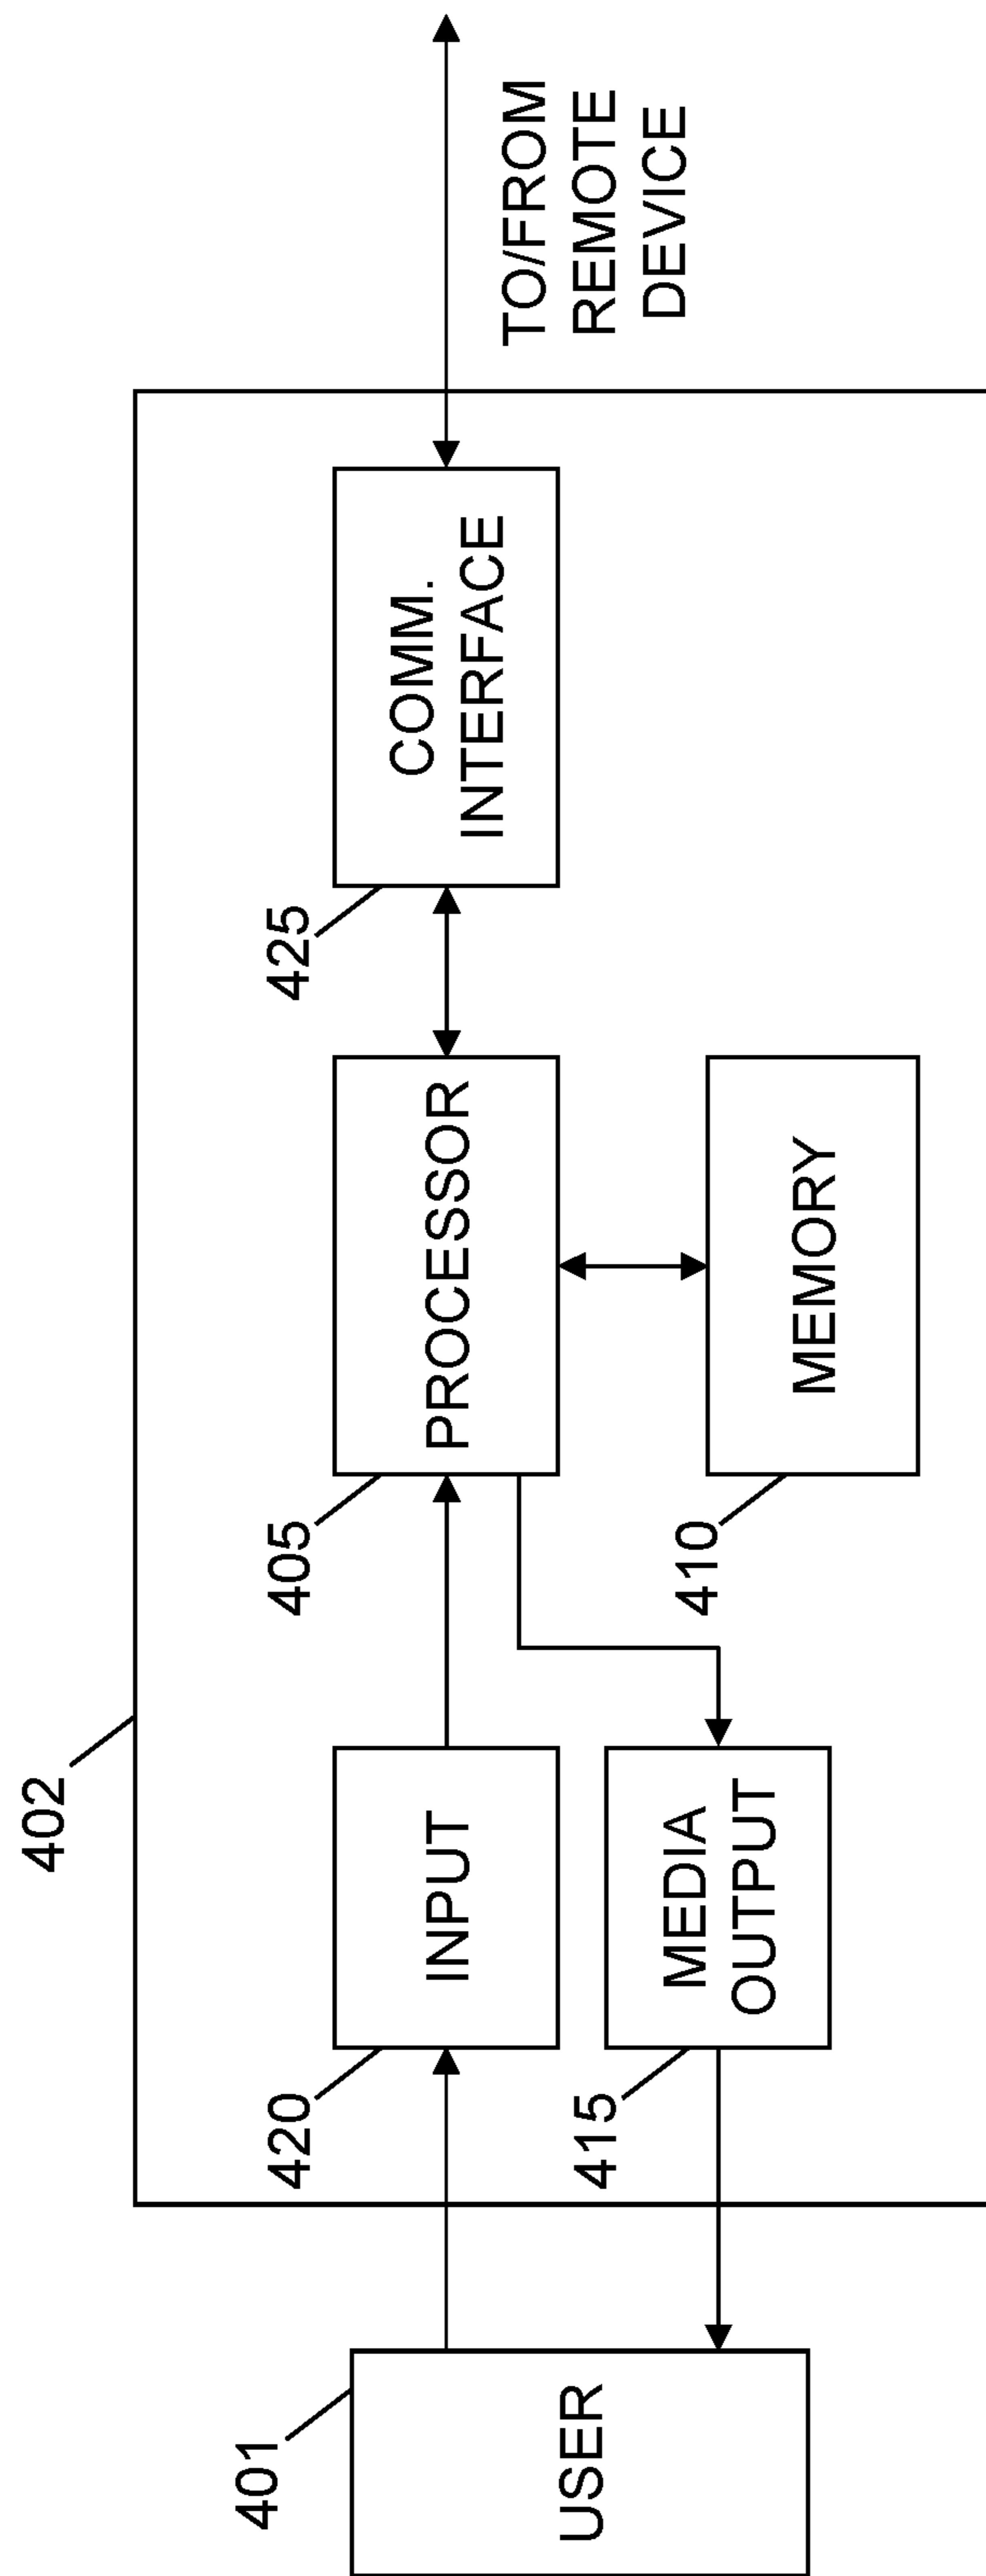 402
401
USER
420
INPUT
415
MEDIA
OUTPUT
405
PROCESSOR
410
MEMORY
425
COMM.
INTERFACE
TO/FROM
REMOTE
DEVICE